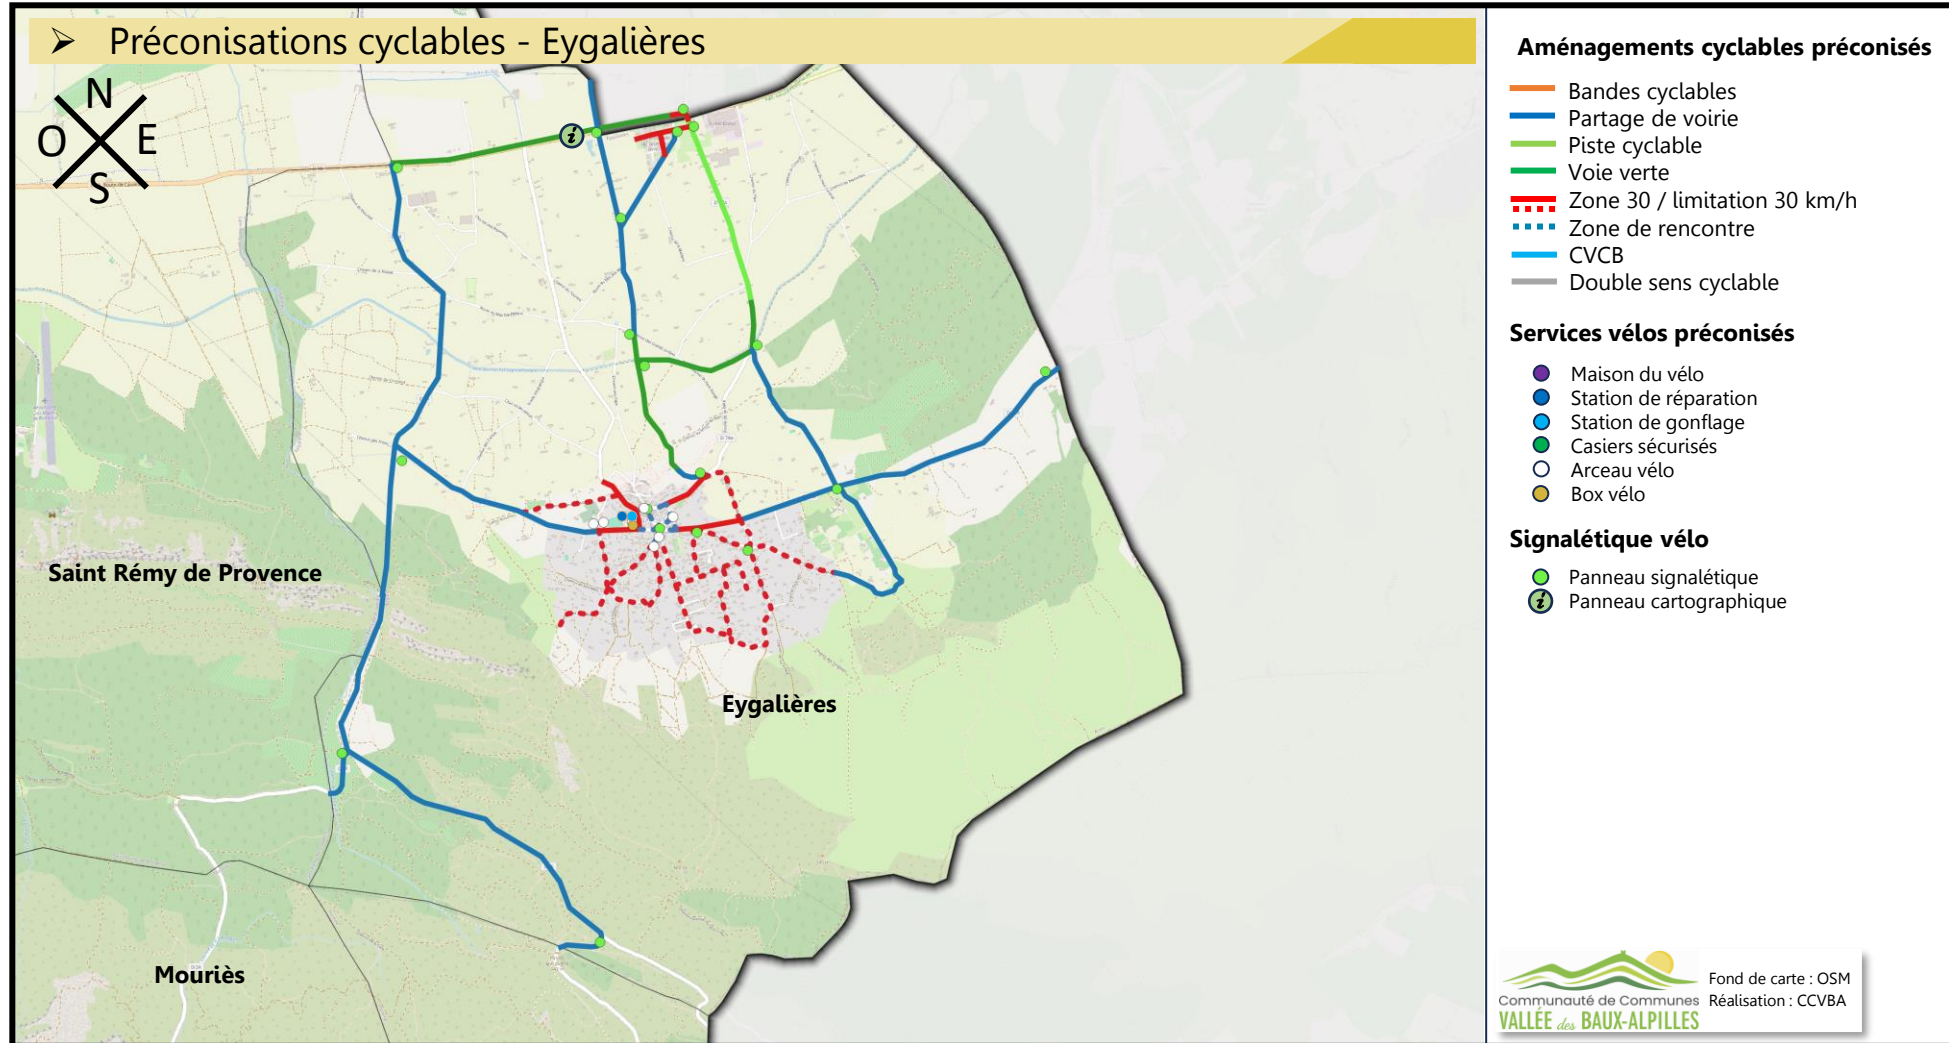 ➢ Préconisations cyclables - Eygalières
N
O E
S
Saint Rémy de Provence
Eygalières
Mouriès
Aménagements cyclables préconisés
Bandes cyclables
Partage de voirie
Piste cyclable
Voie verte
Zone 30 / limitation 30 km/h
Zone de rencontre
CVCB
Double sens cyclable
Services vélos préconisés
Maison du vélo
Station de réparation
Station de gonflage
Casiers sécurisés
Arceau vélo
Box vélo
Signalétique vélo
Panneau signalétique
i Panneau cartographique
Communauté de Communes
VALLÉE des BAUX-ALPILLES
Fond de carte : OSM
Réalisation : CCVBA